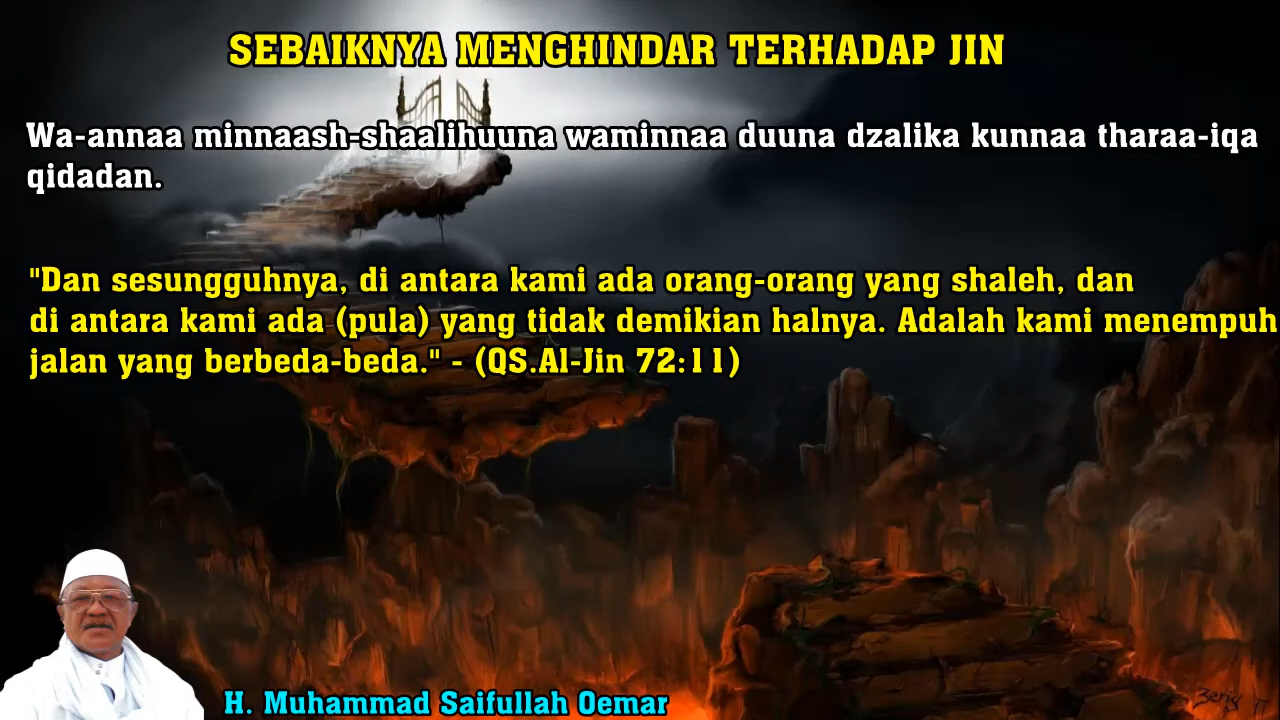 SEBAIKNYA MENGHINDAR TERHADAP JIN
Wa-annaa minnaash-shaalihuuna waminnaa duuna dzalika kunnaa tharaa-iqa
qidadan.
"Dan sesungguhnya, di antara kami ada orang-orang yang shaleh, dan
di antara kami ada (pula) yang tidak demikian halnya. Adalah kami menempuh
jalan yang berbeda-beda." - (QS.Al-Jin 72:11)
H. Muhammad Saifullah Oemar